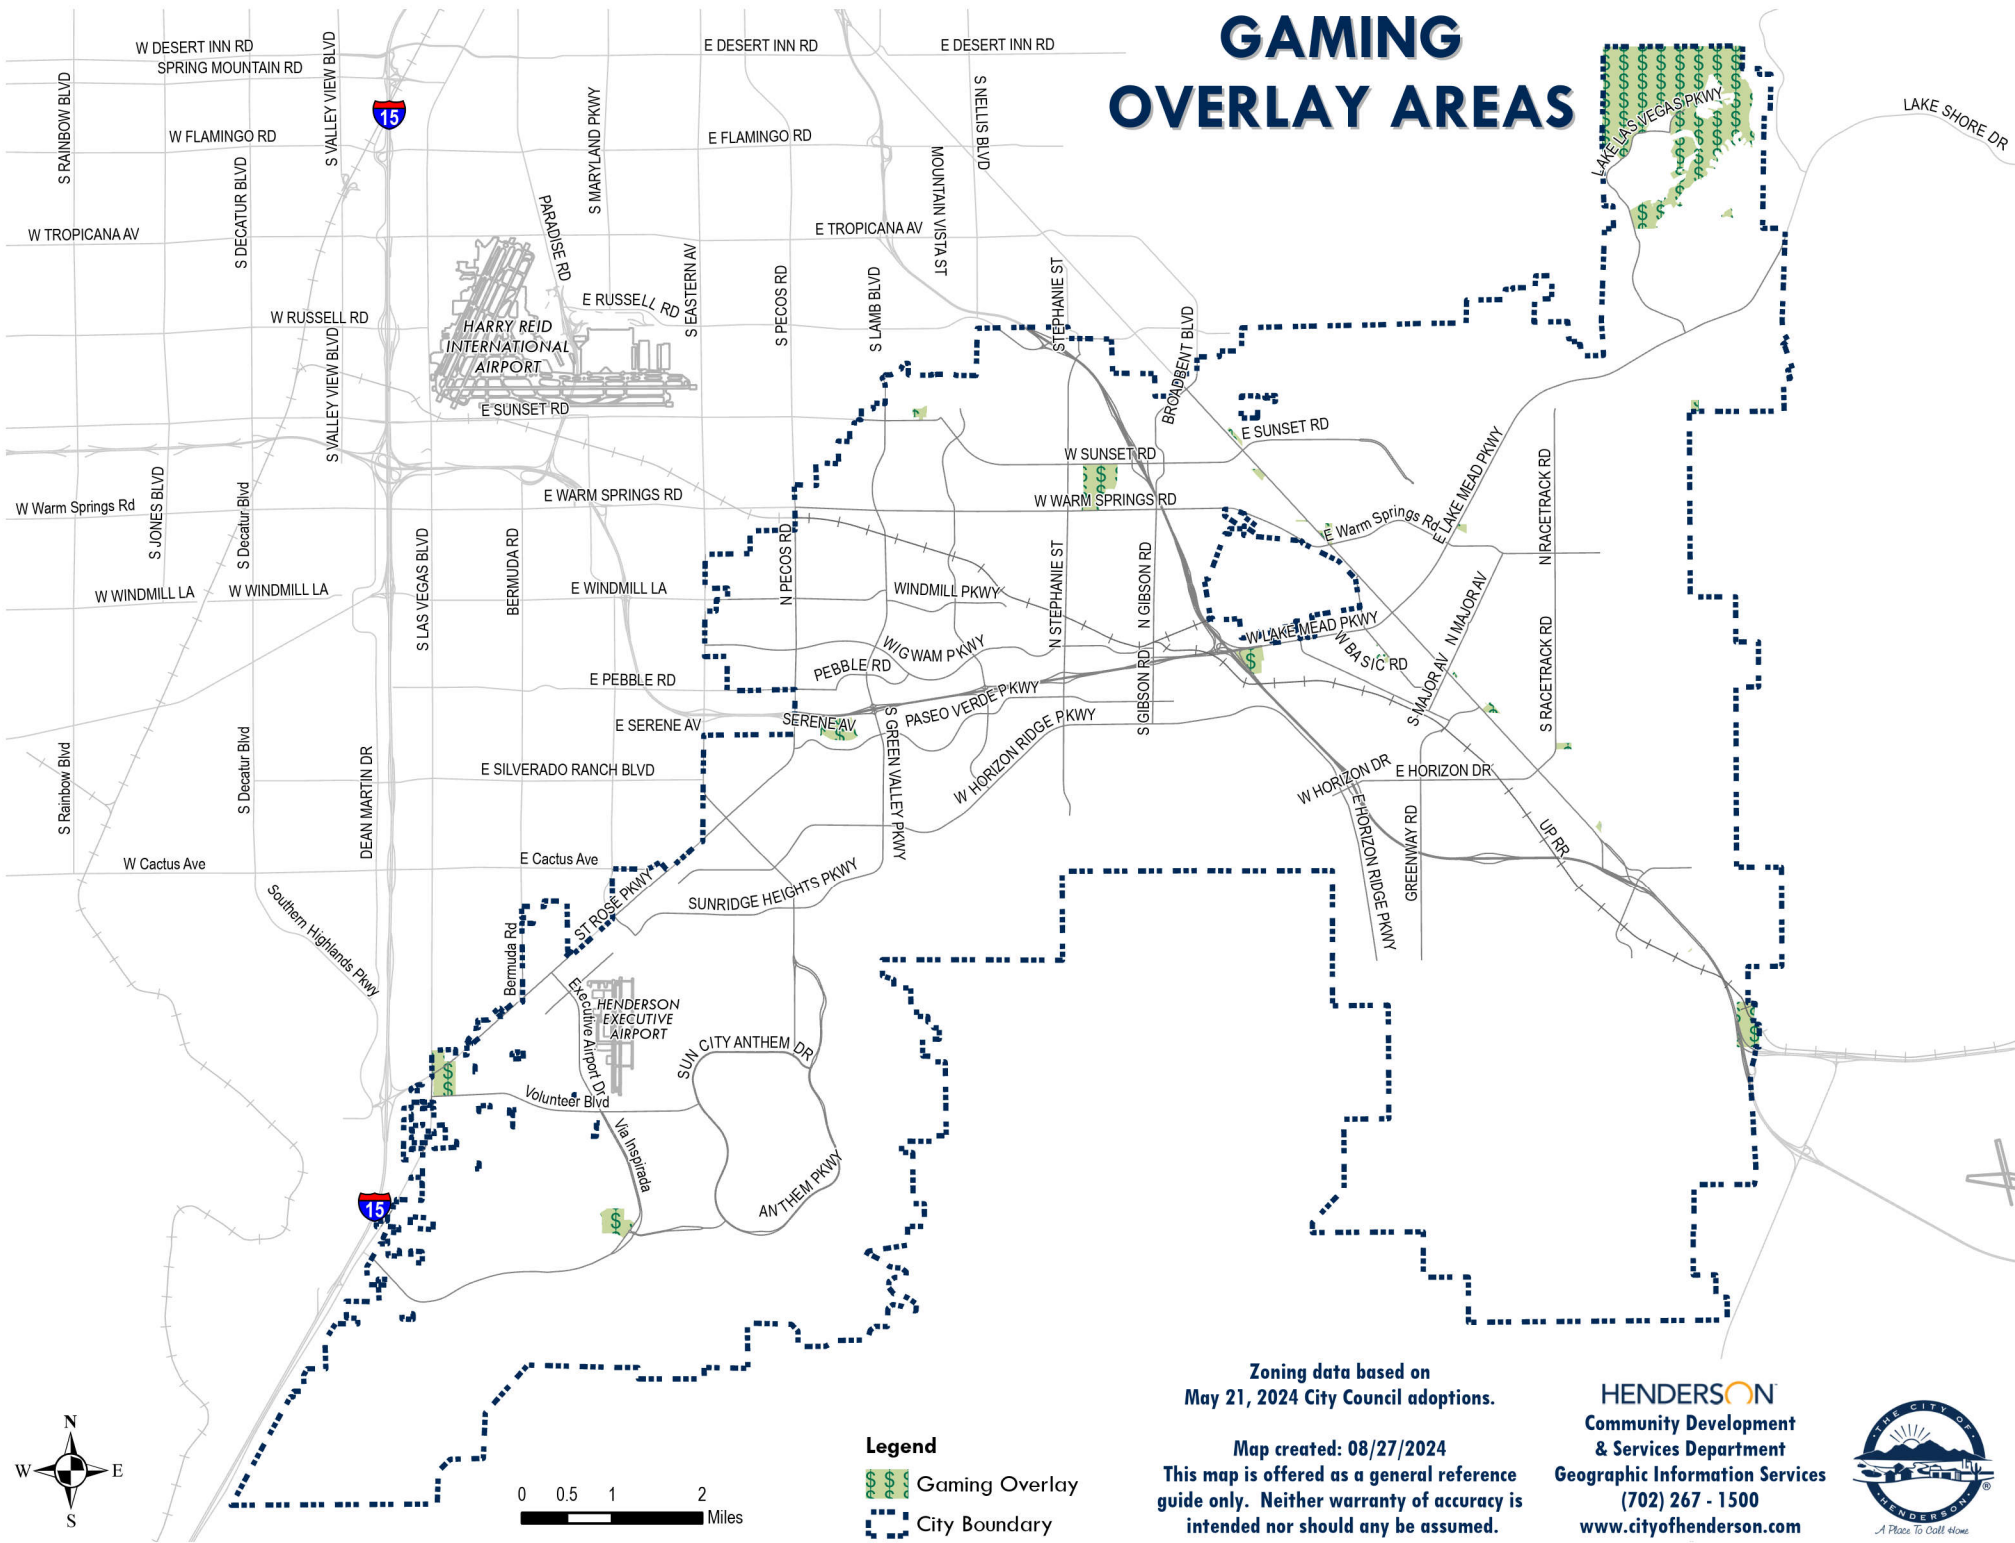 GAMING
OVERLAY AREAS
W DESERT INN RD
E DESERT INN RD
E DESERT INN RD
SPRING MOUNTAIN RD
S RAINBOW BLVD
S VALLEY VIEW BLVD
15
W FLAMINGO RD
E FLAMINGO RD
S DECATUR BLVD
S MARYLAND PKWY
S NELLIS BLVD
MOUNTAIN VISTA ST
LAKE LAS VEGAS PKWY
LAKE SHORE DR
W TROPICANA AV
E TROPICANA AV
PARADISE RD
S EASTERN AV
S PECOS RD
S LAMB BLVD
STEPHANIE ST
BROADBENT BLVD
E RUSSELL RD
W RUSSELL RD
HARRY REID
INTERNATIONAL
AIRPORT
S VALLEY VIEW BLVD
E SUNSET RD
E SUNSET RD
W SUNSET RD
W Warm Springs Rd
E WARM SPRINGS RD
W WARM SPRINGS RD
E Warm Springs Rd
E LAKE MEAD PKWY
N RACETRACK RD
S JONES BLVD
S Decatur Blvd
S LAS VEGAS BLVD
BERMUDA RD
N PECOS RD
N STEPHANIE ST
N GIBSON RD
W WINDMILL LA
W WINDMILL LA
E WINDMILL LA
WINDMILL PKWY
WIGWAM PKWY
W LAKE MEAD PKWY
W BASIC RD
N MAJOR AV
S MAJOR AV
S RACETRACK RD
E PEBBLE RD
PEBBLE RD
PASEO VERDE PKWY
S GIBSON RD
E SERENE AV
SERENE AV
S GREEN VALLEY PKWY
W HORIZON RIDGE PKWY
S Rainbow Blvd
S Decatur Blvd
DEAN MARTIN DR
E SILVERADO RANCH BLVD
W HORIZON DR
E HORIZON DR
E HORIZON RIDGE PKWY
GREENWAY RD
UP RR
W Cactus Ave
E Cactus Ave
Southern Highlands Pkwy
ST ROSE PKWY
SUNRIDGE HEIGHTS PKWY
Bermuda Rd
Executive Airport Dr
HENDERSON
EXECUTIVE
AIRPORT
SUN CITY ANTHEM DR
Volunteer Blvd
Via Inspirada
ANTHEM PKWY
15
N
W
E
S
0 0.5 1 2
Miles
Legend
Gaming Overlay
City Boundary
Zoning data based on
May 21, 2024 City Council adoptions.
Map created: 08/27/2024
This map is offered as a general reference
guide only. Neither warranty of accuracy is
intended nor should any be assumed.
HENDERSON
Community Development
& Services Department
Geographic Information Services
(702) 267 - 1500
www.cityofhenderson.com
THE CITY OF
HENDERSON
®
A Place To Call Home